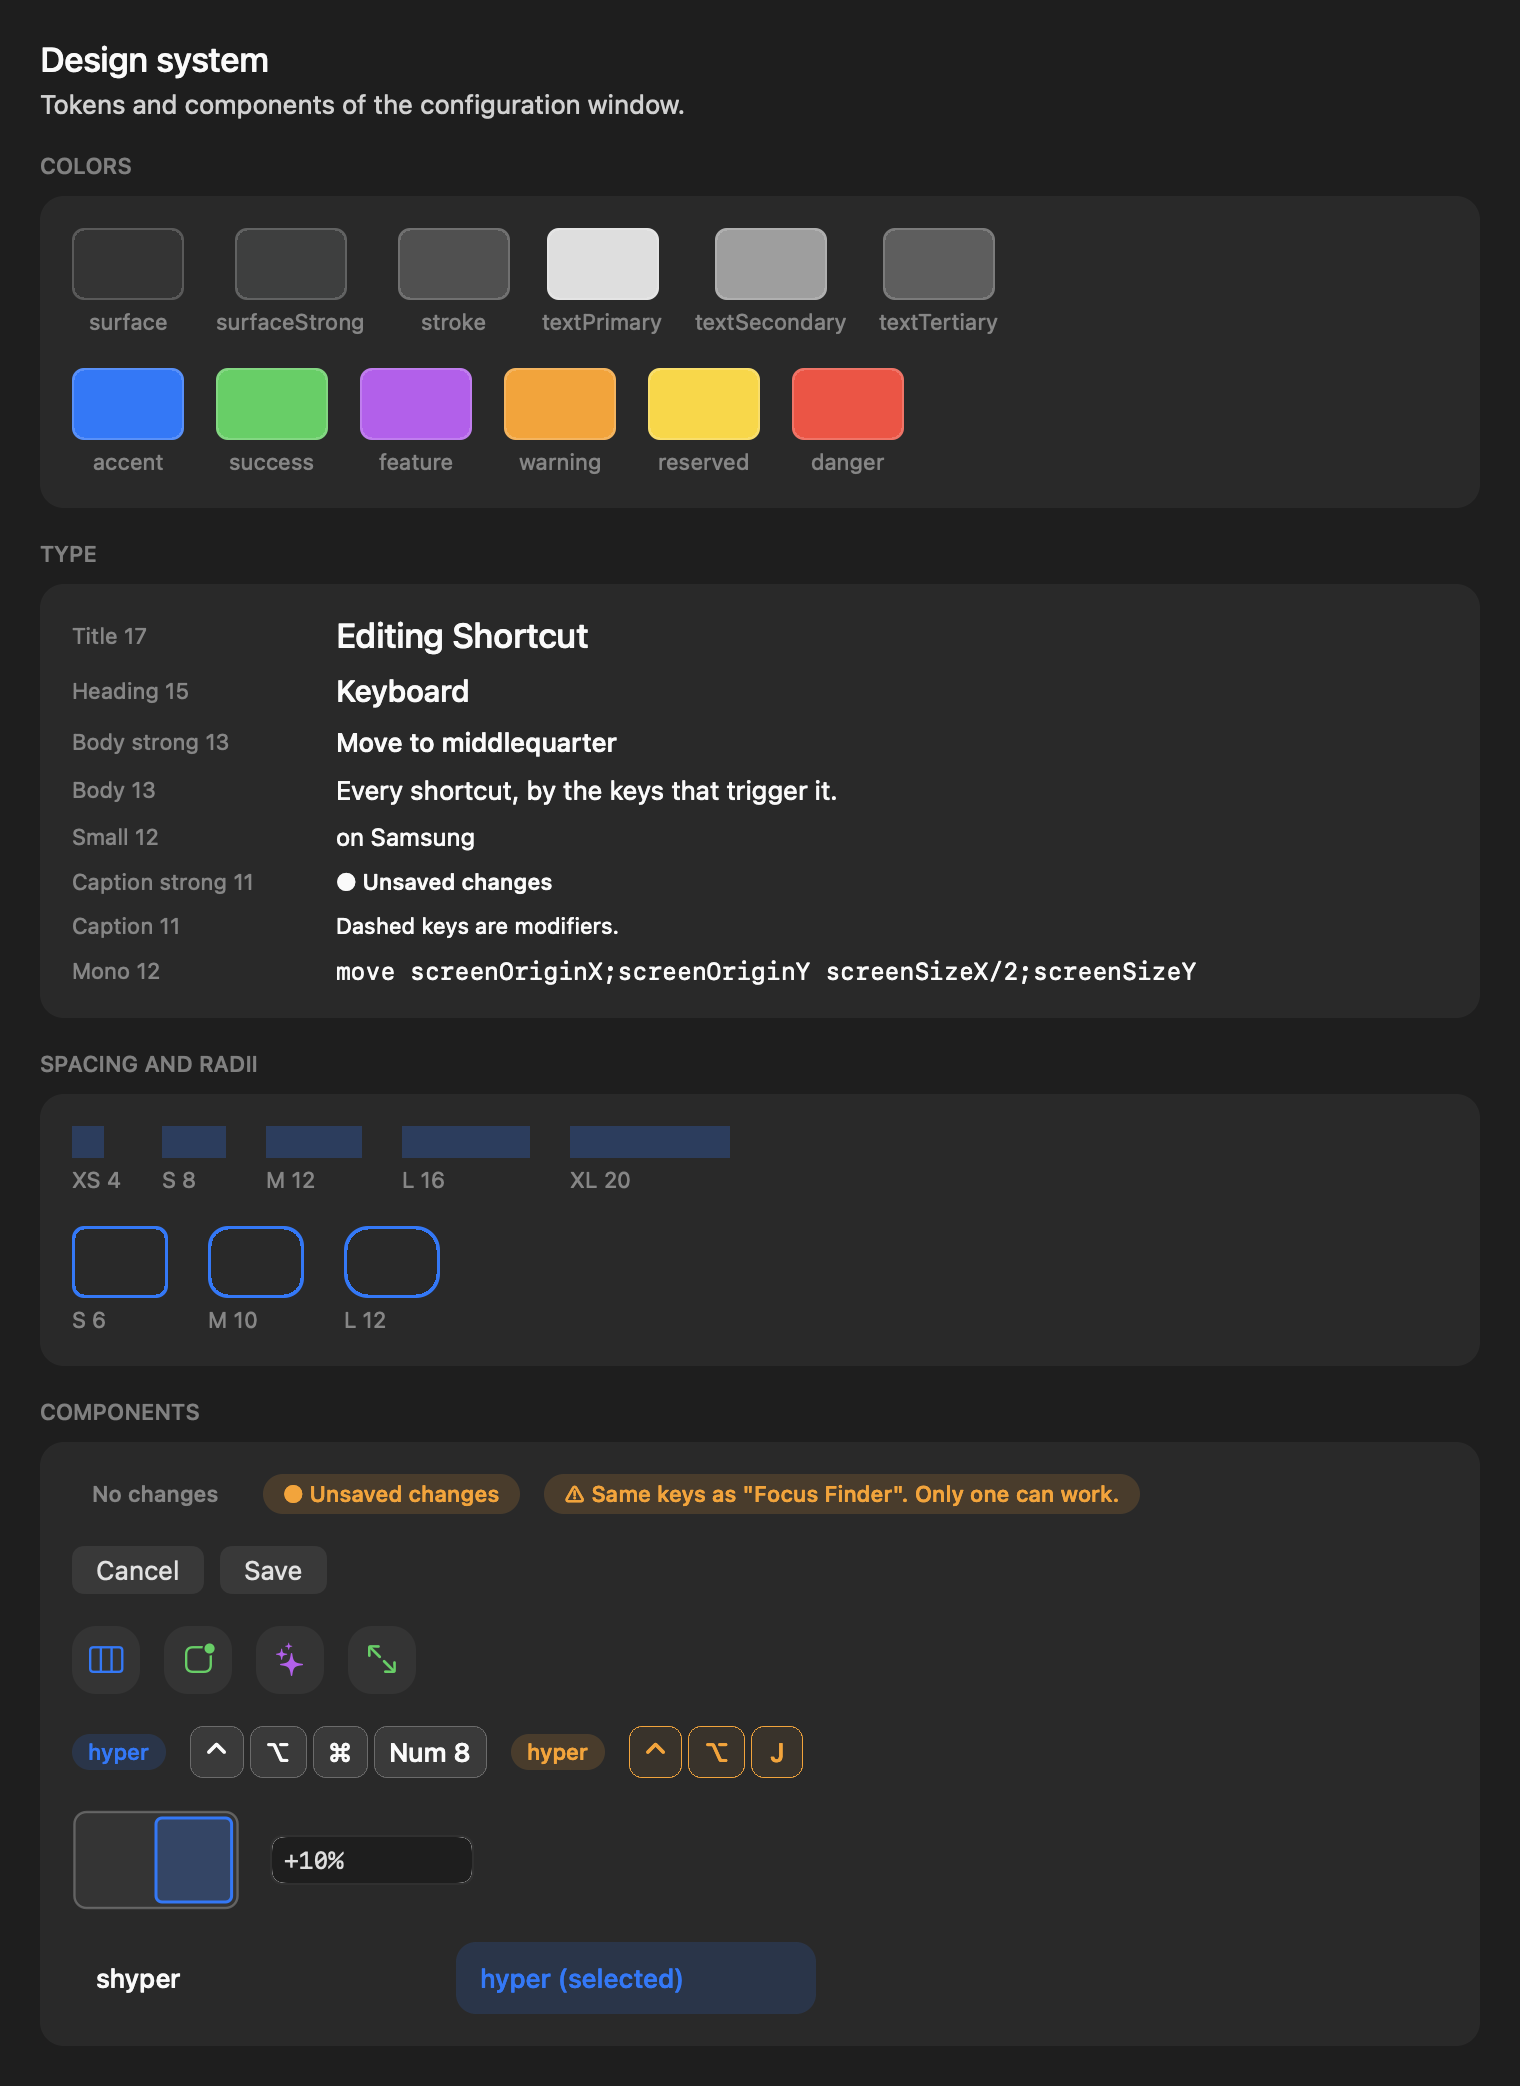 Design system
Tokens and components of the configuration window.
COLORS
surface surfaceStrong stroke textPrimary textSecondary textTertiary
accent success feature warning reserved danger
TYPE
Title 17 Editing Shortcut
Heading 15 Keyboard
Body strong 13 Move to middlequarter
Body 13 Every shortcut, by the keys that trigger it.
Small 12 on Samsung
Caption strong 11 ● Unsaved changes
Caption 11 Dashed keys are modifiers.
Mono 12 move screenOriginX;screenOriginY screenSizeX/2;screenSizeY
SPACING AND RADII
XS 4 S 8 M 12 L 16 XL 20
S 6 M 10 L 12
COMPONENTS
No changes ● Unsaved changes ⚠ Same keys as "Focus Finder". Only one can work.
Cancel Save
hyper ⌃ ⌥ ⌘ Num 8 hyper ⌃ ⌥ J
+10%
shyper hyper (selected)